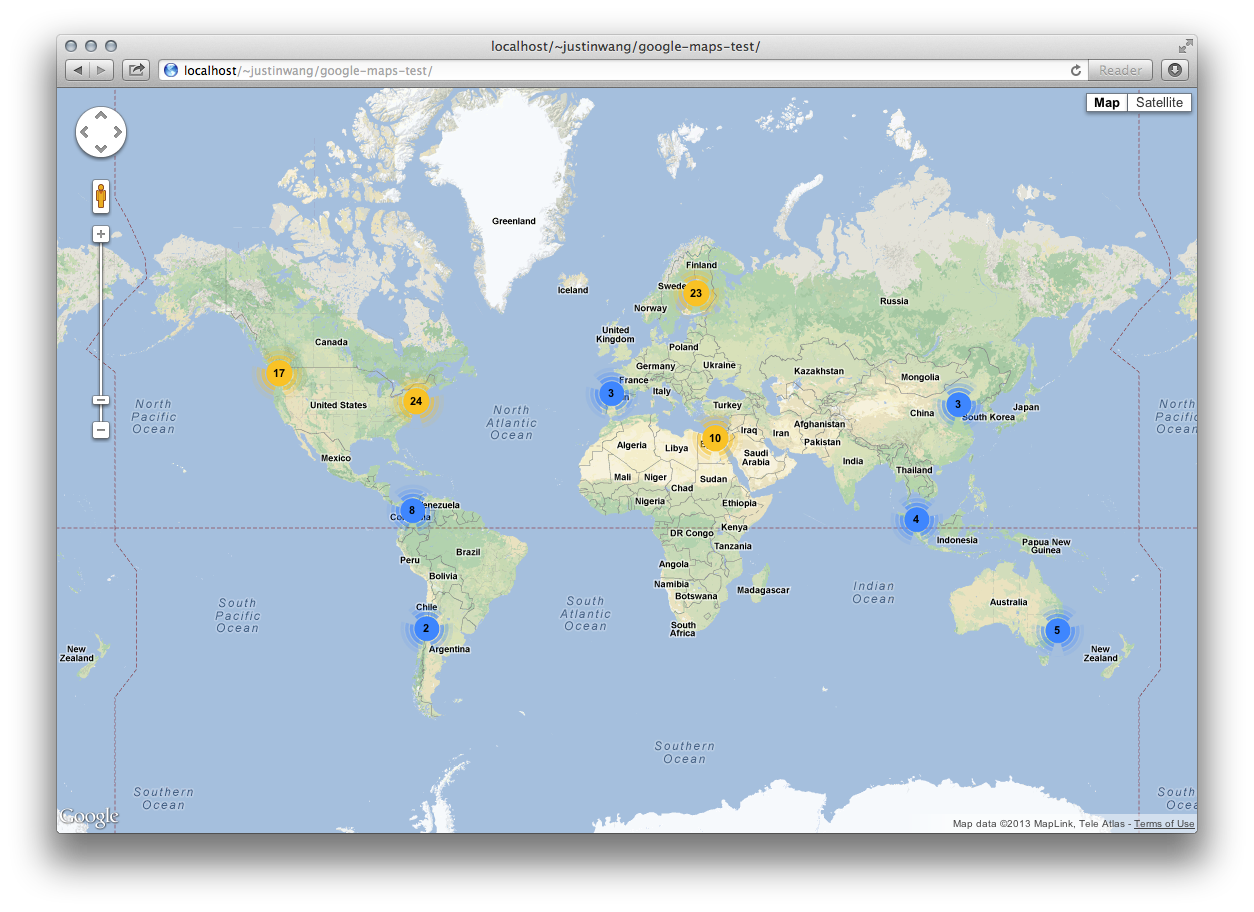 localhost/~justinwang/google-maps-test/
localhost/~justinwang/google-maps-test/
Reader
Map
Satellite
Greenland
Finland
Iceland
23
Russia
Norway
United
Kingdom
Canada
Poland
Ukraine
Germany
Kazakhstan
17
Mongolia
France
3
Italy
24
United States
North
Pacific
Ocean
North
Atlantic
Ocean
Turkey
3
China
South Korea
Japan
North
Afghanistan
Iraq
Iran
10
Algeria
Libya
Pakistan
Saudi
Arabia
India
Mexico
Thailand
Mali
Niger
Chad
Sudan
Nigeria
Ethiopia
8
4
Kenya
DR Congo
Tanzania
Indonesia
Papua New
Guinea
Brazil
Peru
Angola
Bolivia
Namibia
Botswana
Madagascar
Indian
Ocean
Australia
South
Pacific
Ocean
Chile
South
Atlantic
Ocean
2
South
Africa
5
Argentina
New
Zealand
New
Zealand
Southern
Ocean
Southern
Ocean
South
Google
Map data ©2013 MapLink, Tele Atlas - Terms of Use